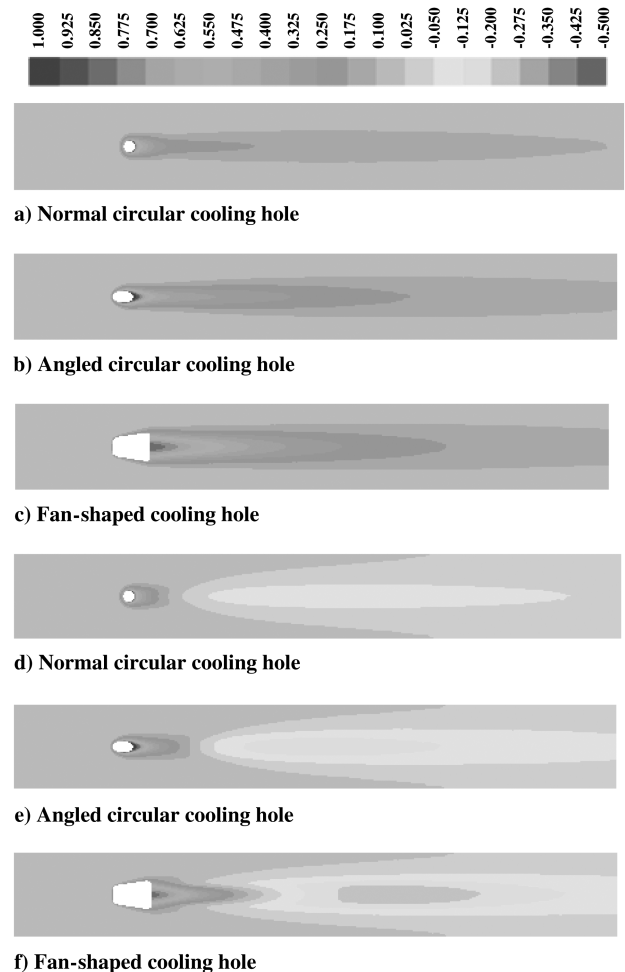 1.000 0.925 0.850 0.775 0.700 0.625 0.550 0.475 0.400 0.325 0.250 0.175 0.100 0.025 -0.050 -0.125 -0.200 -0.275 -0.350 -0.425 -0.500
a) Normal circular cooling hole
b) Angled circular cooling hole
c) Fan-shaped cooling hole
d) Normal circular cooling hole
e) Angled circular cooling hole
f) Fan-shaped cooling hole